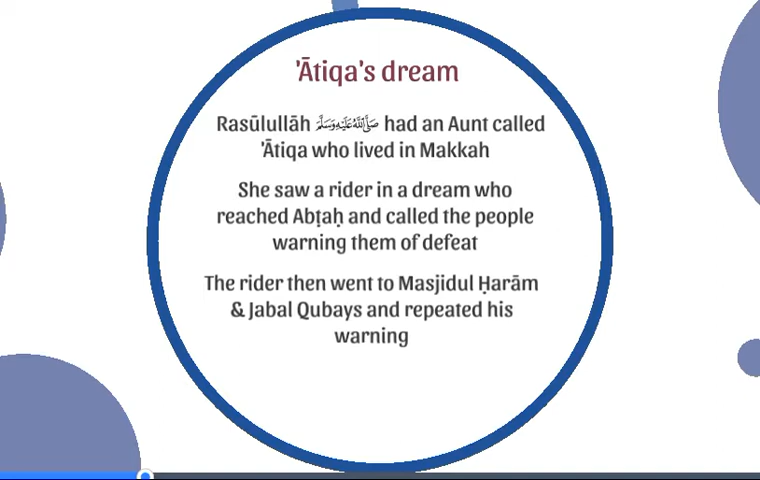 'Ātiqa's dream
Rasūlullāh ﷺ had an Aunt called
'Ātiqa who lived in Makkah
She saw a rider in a dream who
reached Abṭaḥ and called the people
warning them of defeat
The rider then went to Masjidul Ḥarām
& Jabal Qubays and repeated his
warning